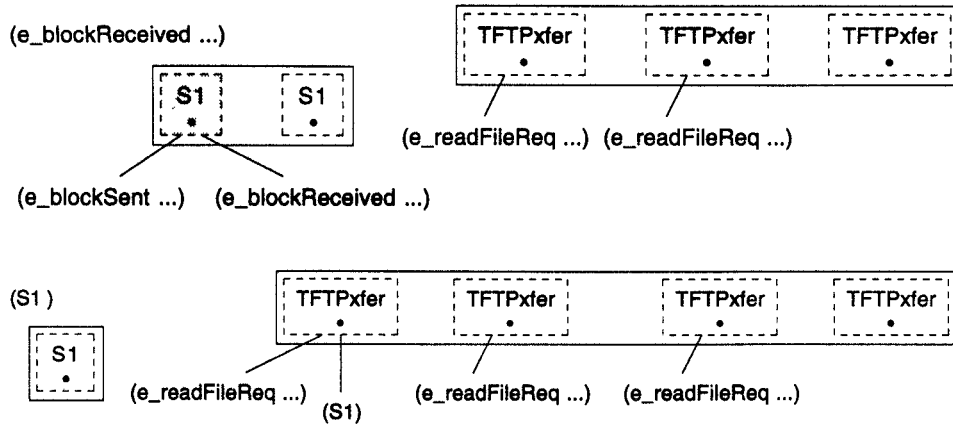 (e_blockReceived ...)
TFTPxfer TFTPxfer TFTPxfer
S1 S1
(e_readFileReq ...) (e_readFileReq ...)
(e_blockSent ...) (e_blockReceived ...)
(S1 )
TFTPxfer TFTPxfer TFTPxfer TFTPxfer
S1
(e_readFileReq ...) (e_readFileReq ...) (e_readFileReq ...)
(S1)